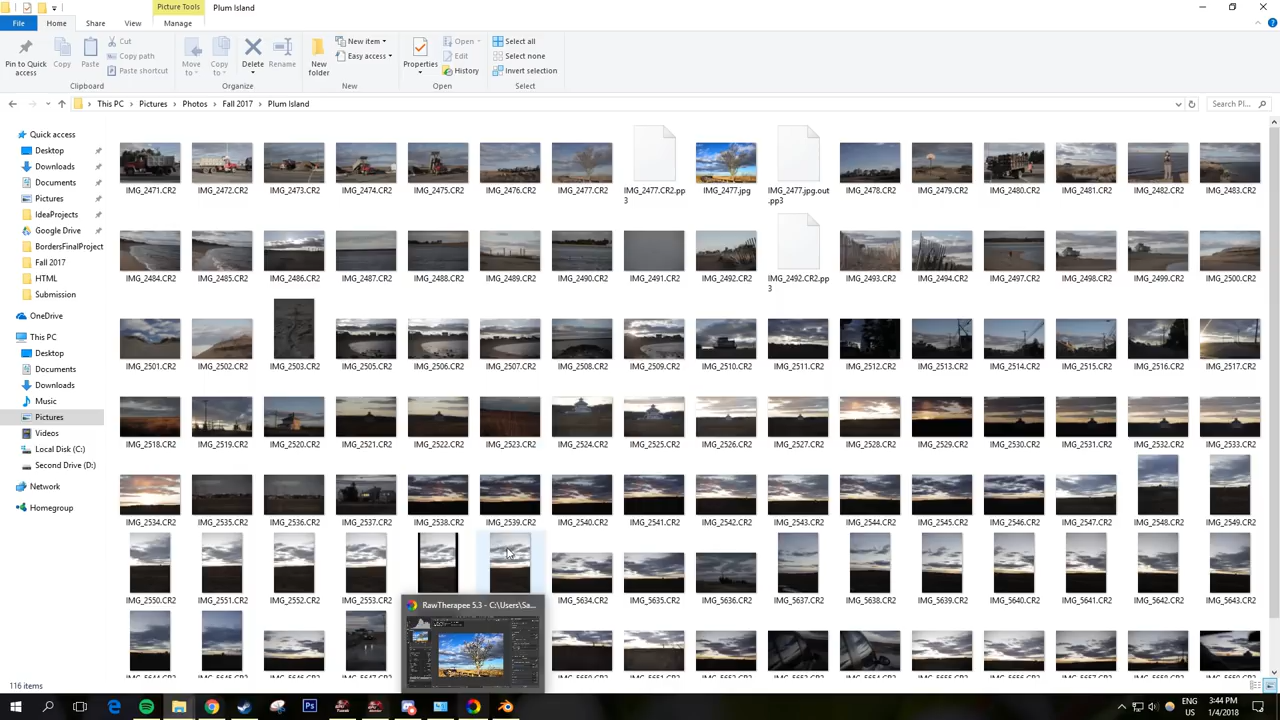 Picture Tools
Plum Island
File
Home
Share
View
Manage
Pin to Quick access
Copy
Paste
Cut
Copy path
Paste shortcut
Clipboard
Move to
Copy to
Delete
Rename
Organize
New folder
New item
Easy access
New
Properties
Open
Edit
History
Open
Select all
Select none
Invert selection
Select
This PC > Pictures > Photos > Fall 2017 > Plum Island
Search Pl...
Quick access
Desktop
Downloads
Documents
Pictures
IdeaProjects
Google Drive
BordersFinalProject
Fall 2017
HTML
Submission
OneDrive
This PC
Desktop
Documents
Downloads
Music
Pictures
Videos
Local Disk (C:)
Second Drive (D:)
Network
Homegroup
IMG_2471.CR2 IMG_2472.CR2 IMG_2473.CR2 IMG_2474.CR2 IMG_2475.CR2 IMG_2476.CR2 IMG_2477.CR2 IMG_2477.CR2.pp3 IMG_2477.jpg IMG_2477.jpg.out.pp3 IMG_2478.CR2 IMG_2479.CR2 IMG_2480.CR2 IMG_2481.CR2 IMG_2482.CR2 IMG_2483.CR2
IMG_2484.CR2 IMG_2485.CR2 IMG_2486.CR2 IMG_2487.CR2 IMG_2488.CR2 IMG_2489.CR2 IMG_2490.CR2 IMG_2491.CR2 IMG_2492.CR2 IMG_2492.CR2.pp3 IMG_2493.CR2 IMG_2494.CR2 IMG_2497.CR2 IMG_2498.CR2 IMG_2499.CR2 IMG_2500.CR2
IMG_2501.CR2 IMG_2502.CR2 IMG_2503.CR2 IMG_2505.CR2 IMG_2506.CR2 IMG_2507.CR2 IMG_2508.CR2 IMG_2509.CR2 IMG_2510.CR2 IMG_2511.CR2 IMG_2512.CR2 IMG_2513.CR2 IMG_2514.CR2 IMG_2515.CR2 IMG_2516.CR2 IMG_2517.CR2
IMG_2518.CR2 IMG_2519.CR2 IMG_2520.CR2 IMG_2521.CR2 IMG_2522.CR2 IMG_2523.CR2 IMG_2524.CR2 IMG_2525.CR2 IMG_2526.CR2 IMG_2527.CR2 IMG_2528.CR2 IMG_2529.CR2 IMG_2530.CR2 IMG_2531.CR2 IMG_2532.CR2 IMG_2533.CR2
IMG_2534.CR2 IMG_2535.CR2 IMG_2536.CR2 IMG_2537.CR2 IMG_2538.CR2 IMG_2539.CR2 IMG_2540.CR2 IMG_2541.CR2 IMG_2542.CR2 IMG_2543.CR2 IMG_2544.CR2 IMG_2545.CR2 IMG_2546.CR2 IMG_2547.CR2 IMG_2548.CR2 IMG_2549.CR2
IMG_2550.CR2 IMG_2551.CR2 IMG_2552.CR2 IMG_2553.CR2 IMG_5634.CR2 IMG_5635.CR2 IMG_5636.CR2 IMG_5637.CR2 IMG_5638.CR2 IMG_5639.CR2 IMG_5640.CR2 IMG_5641.CR2 IMG_5642.CR2 IMG_5643.CR2
RawTherapee 5.3 - C:\Users\Sa...
116 items
ENG
US
3:44 PM
1/4/2018